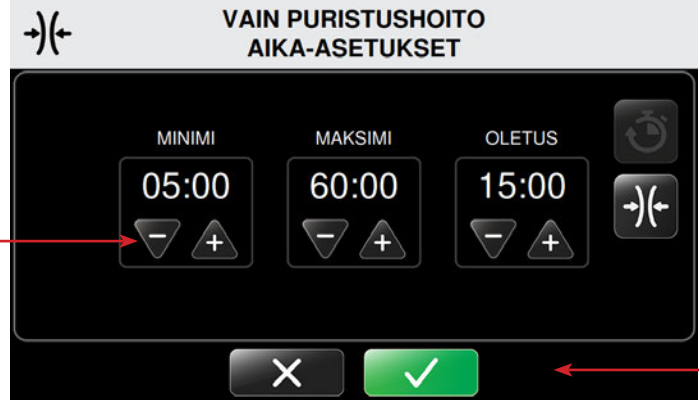 VAIN PURISTUSHOITO
AIKA-ASETUKSET
MINIMI MAKSIMI OLETUS
05:00 60:00 15:00
- + - + - +